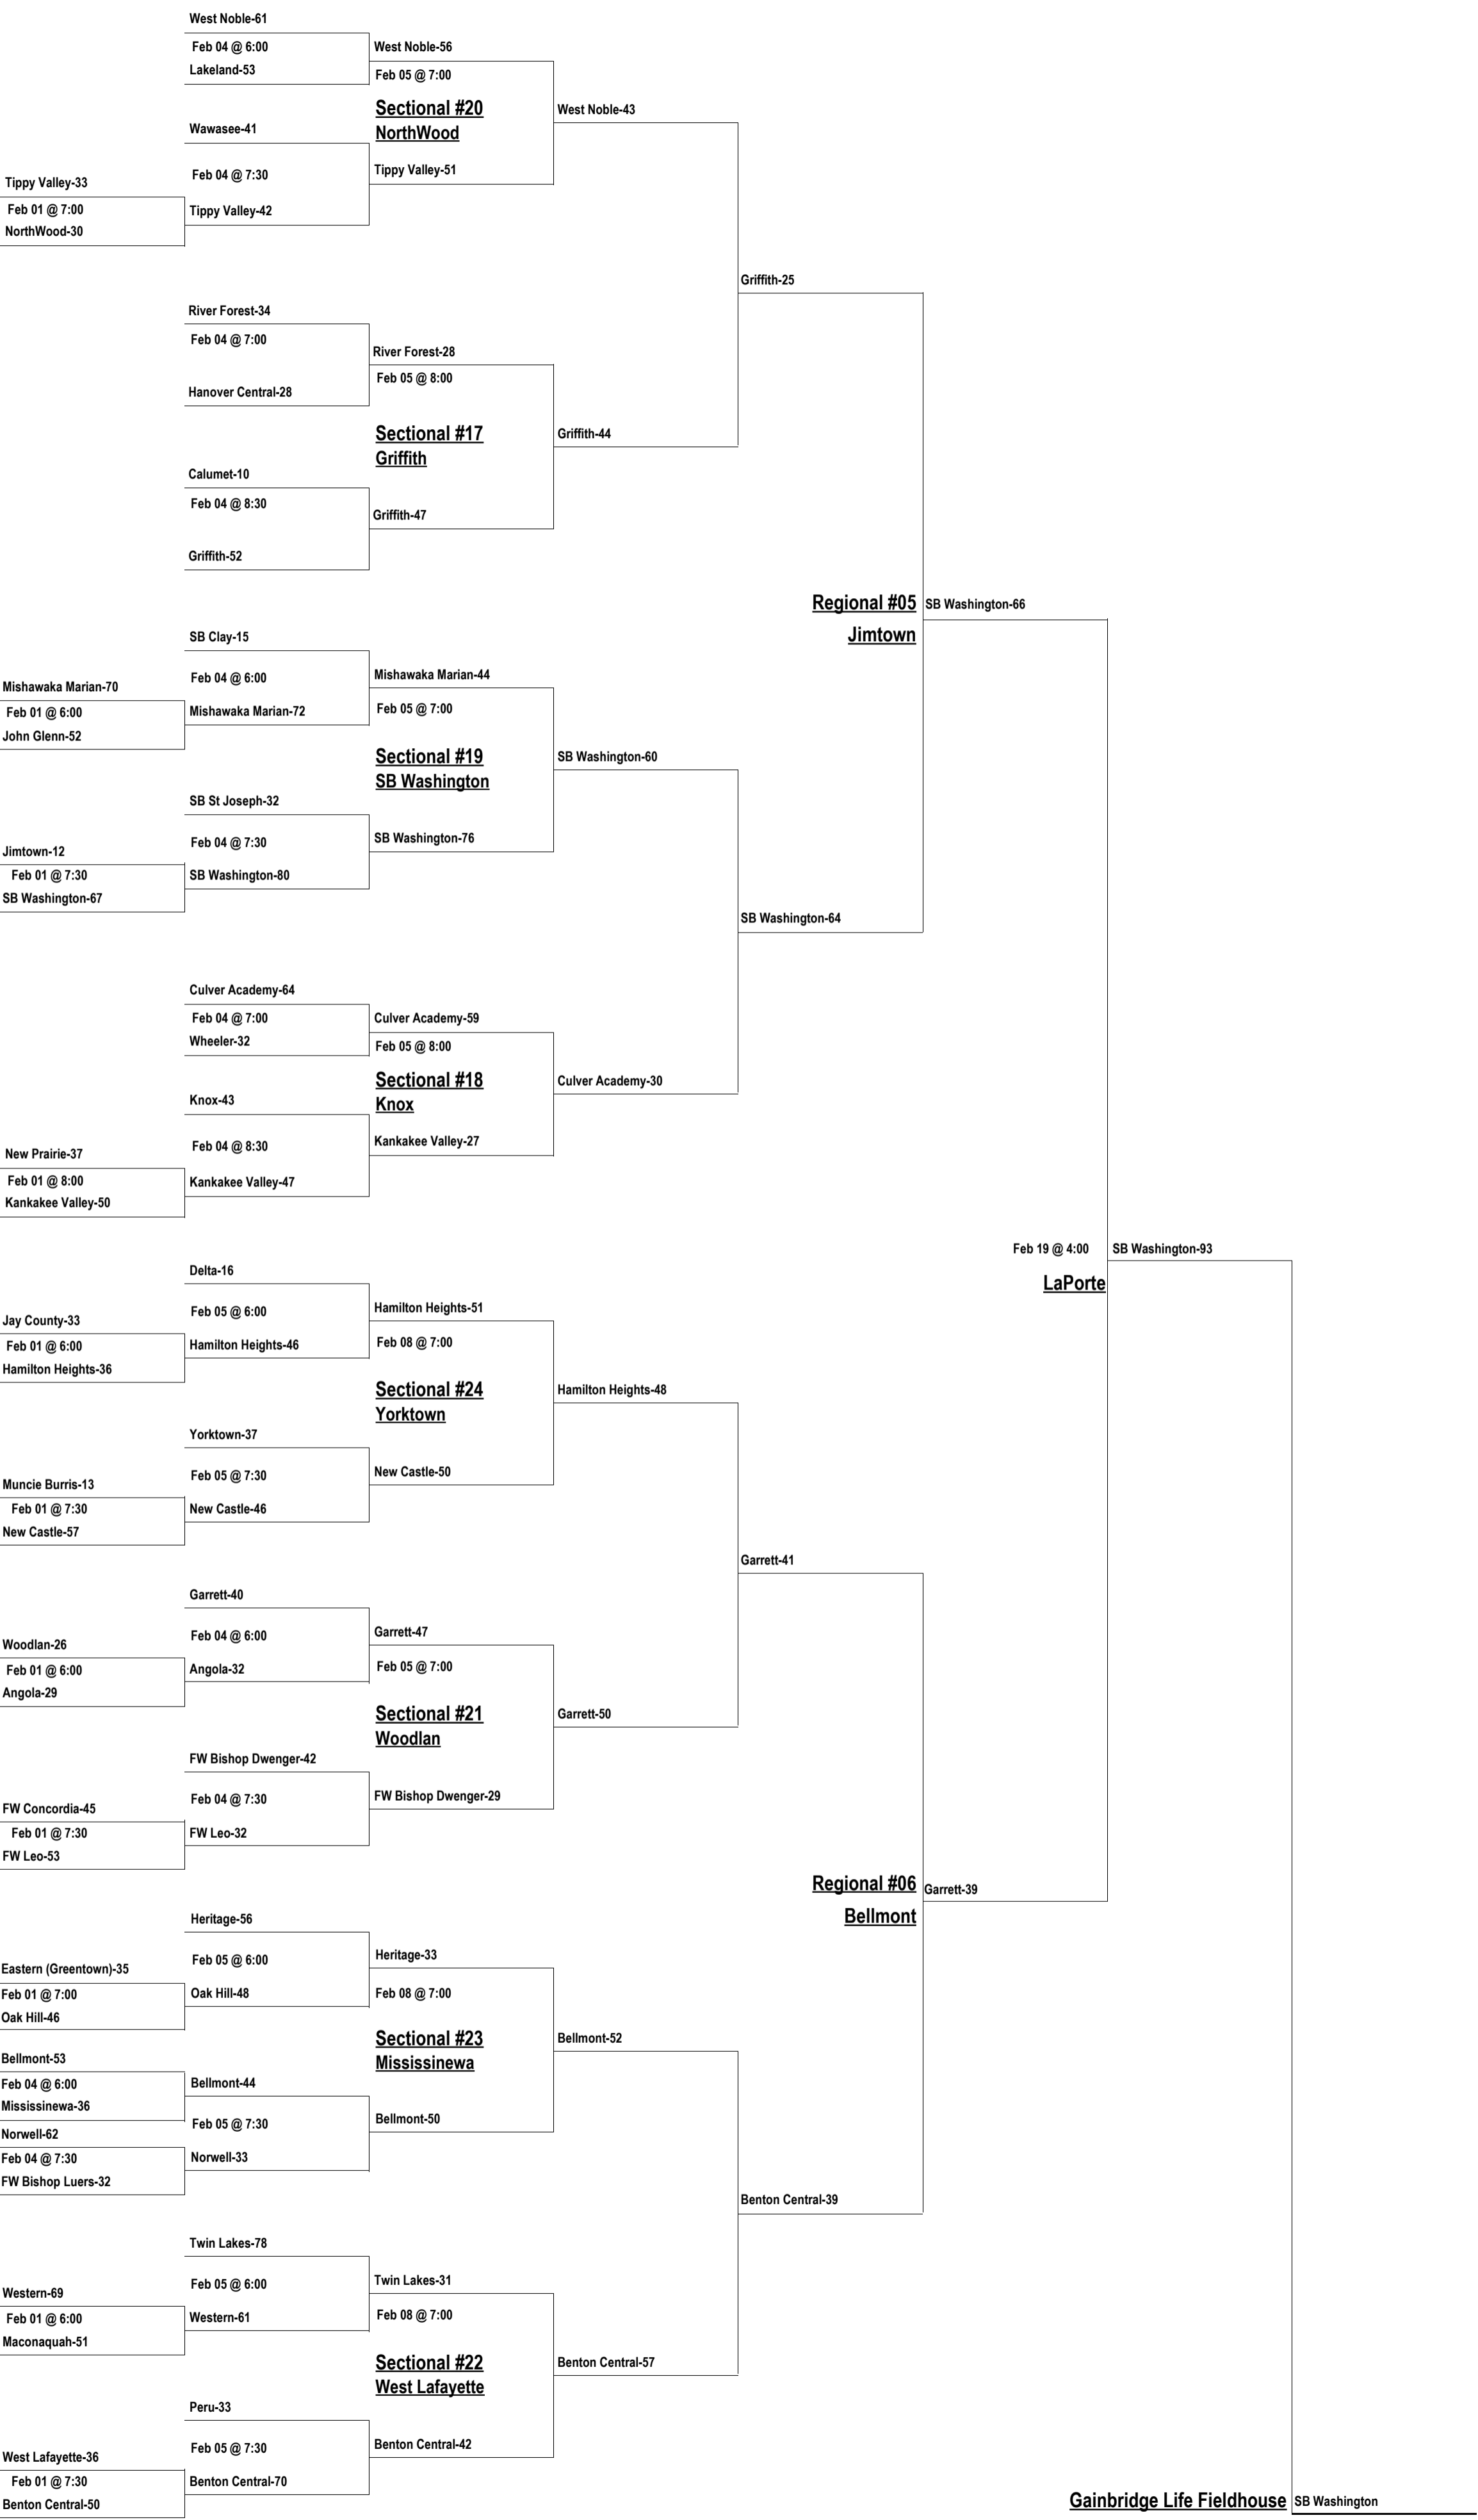 West Noble-61
Feb 04 @ 6:00
West Noble-56
Lakeland-53
Feb 05 @ 7:00
Sectional #20
West Noble-43
Wawasee-41
NorthWood
Tippy Valley-33
Feb 04 @ 7:30
Tippy Valley-51
Feb 01 @ 7:00
Tippy Valley-42
NorthWood-30
Griffith-25
River Forest-34
Feb 04 @ 7:00
River Forest-28
Feb 05 @ 8:00
Hanover Central-28
Sectional #17
Griffith-44
Griffith
Calumet-10
Feb 04 @ 8:30
Griffith-47
Griffith-52
Regional #05
SB Washington-66
Jimtown
SB Clay-15
Feb 04 @ 6:00
Mishawaka Marian-44
Mishawaka Marian-70
Feb 01 @ 6:00
Mishawaka Marian-72
Feb 05 @ 7:00
John Glenn-52
Sectional #19
SB Washington-60
SB Washington
SB St Joseph-32
Feb 04 @ 7:30
SB Washington-76
Jimtown-12
Feb 01 @ 7:30
SB Washington-80
SB Washington-67
SB Washington-64
Culver Academy-64
Feb 04 @ 7:00
Culver Academy-59
Wheeler-32
Feb 05 @ 8:00
Sectional #18
Culver Academy-30
Knox-43
Knox
New Prairie-37
Feb 04 @ 8:30
Kankakee Valley-27
Feb 01 @ 8:00
Kankakee Valley-47
Kankakee Valley-50
Feb 19 @ 4:00
SB Washington-93
LaPorte
Delta-16
Feb 05 @ 6:00
Hamilton Heights-51
Jay County-33
Feb 01 @ 6:00
Hamilton Heights-46
Feb 08 @ 7:00
Hamilton Heights-36
Sectional #24
Hamilton Heights-48
Yorktown
Yorktown-37
Feb 05 @ 7:30
New Castle-50
Muncie Burris-13
Feb 01 @ 7:30
New Castle-46
New Castle-57
Garrett-41
Garrett-40
Feb 04 @ 6:00
Garrett-47
Woodlan-26
Feb 01 @ 6:00
Angola-32
Feb 05 @ 7:00
Angola-29
Sectional #21
Garrett-50
Woodlan
FW Bishop Dwenger-42
Feb 04 @ 7:30
FW Bishop Dwenger-29
FW Concordia-45
Feb 01 @ 7:30
FW Leo-32
FW Leo-53
Regional #06
Garrett-39
Bellmont
Heritage-56
Feb 05 @ 6:00
Heritage-33
Eastern (Greentown)-35
Feb 01 @ 7:00
Oak Hill-48
Feb 08 @ 7:00
Oak Hill-46
Sectional #23
Bellmont-52
Mississinewa
Bellmont-53
Feb 04 @ 6:00
Bellmont-44
Mississinewa-36
Feb 05 @ 7:30
Bellmont-50
Norwell-62
Feb 04 @ 7:30
Norwell-33
FW Bishop Luers-32
Benton Central-39
Twin Lakes-78
Feb 05 @ 6:00
Twin Lakes-31
Western-69
Feb 01 @ 6:00
Western-61
Feb 08 @ 7:00
Maconaquah-51
Sectional #22
Benton Central-57
West Lafayette
Peru-33
Feb 05 @ 7:30
Benton Central-42
West Lafayette-36
Feb 01 @ 7:30
Benton Central-70
Benton Central-50
Gainbridge Life Fieldhouse
SB Washington